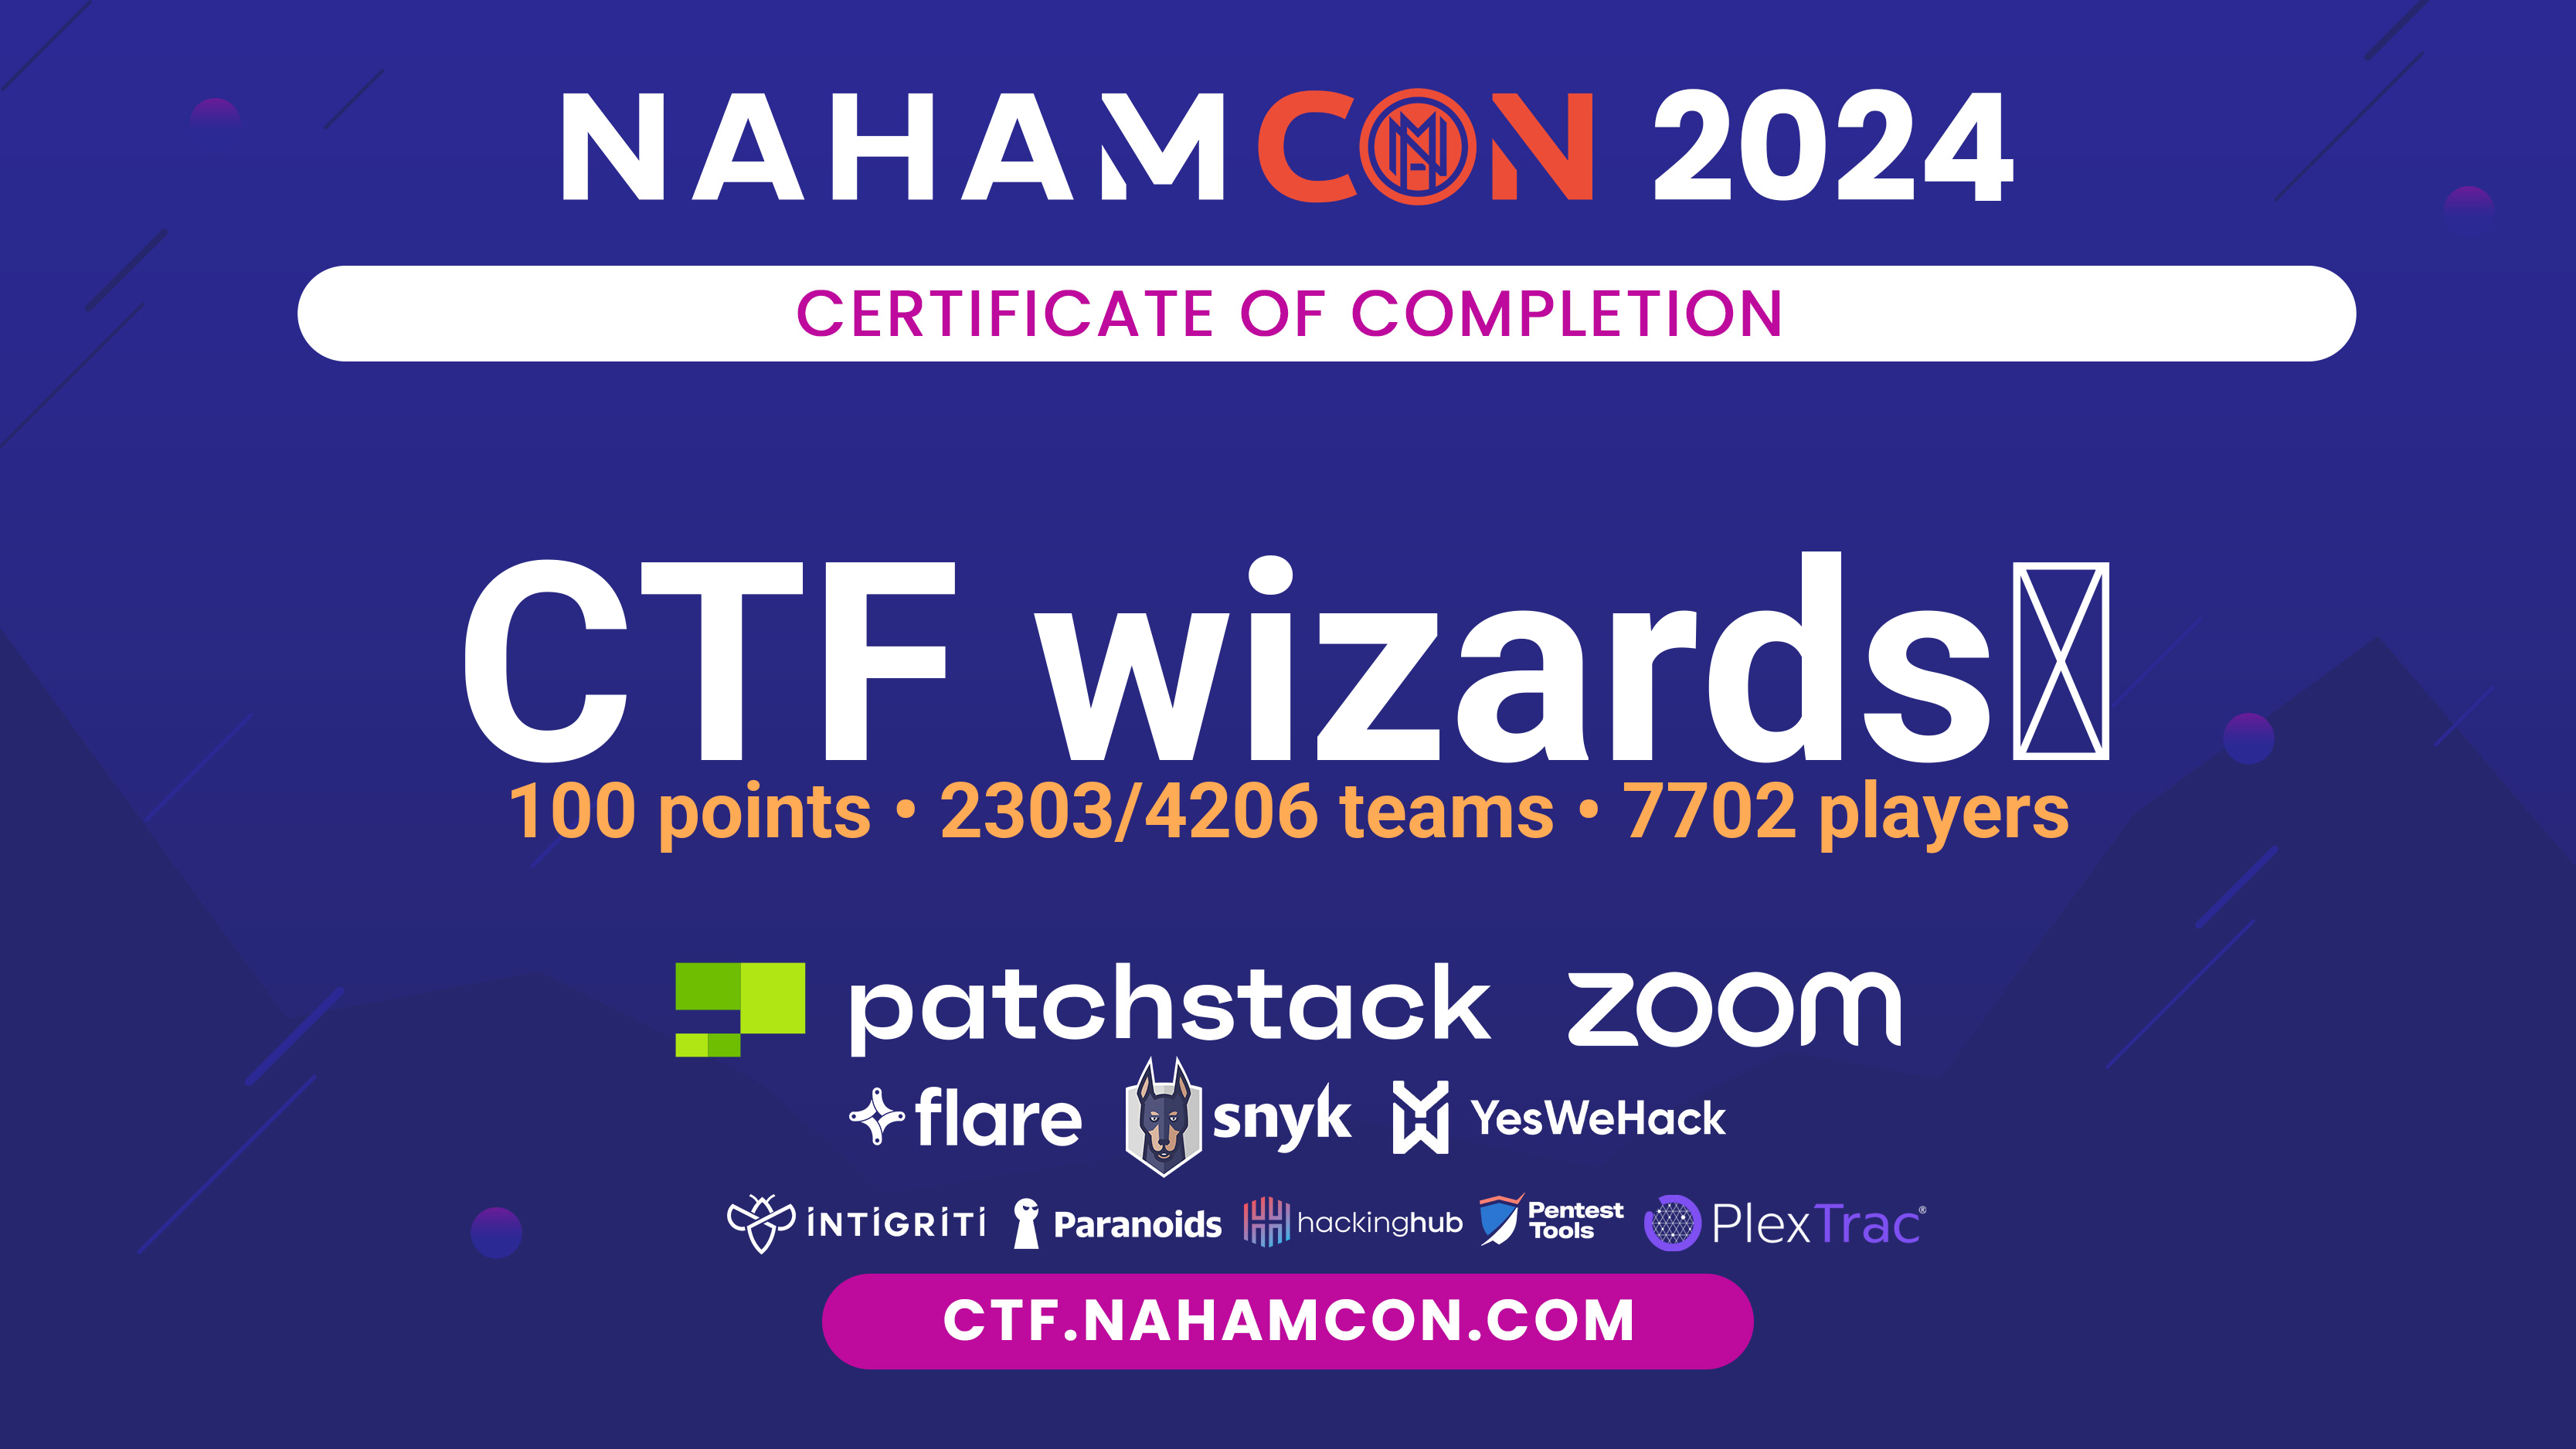 NAHAMCON 2024
CERTIFICATE OF COMPLETION
CTF wizards
100 points • 2303/4206 teams • 7702 players
patchstack zoom
flare snyk YesWeHack
INTIGRITI Paranoids hackinghub Pentest Tools PlexTrac®
CTF.NAHAMCON.COM